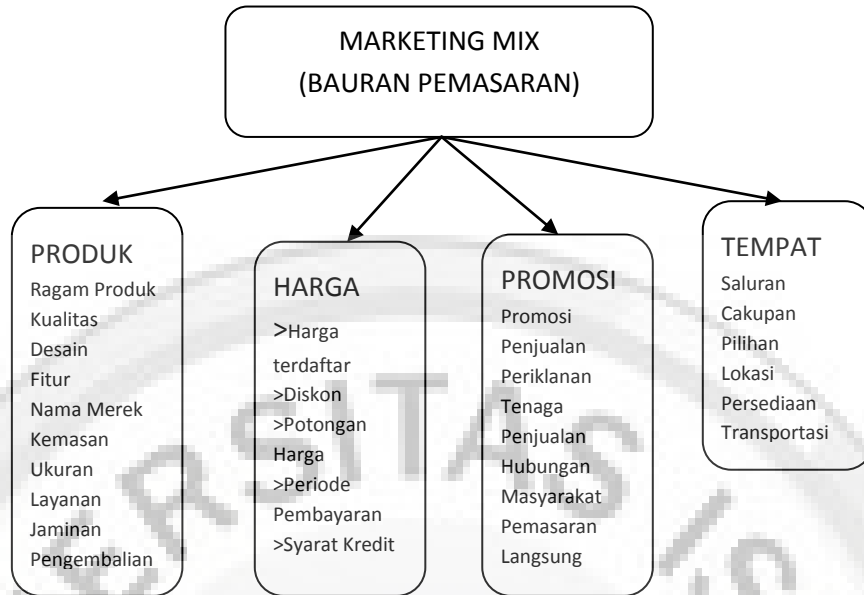 MARKETING MIX
(BAURAN PEMASARAN)
PRODUK
Ragam Produk
Kualitas
Desain
Fitur
Nama Merek
Kemasan
Ukuran
Layanan
Jaminan
Pengembalian
HARGA
>Harga
terdaftar
>Diskon
>Potongan
Harga
>Periode
Pembayaran
>Syarat Kredit
PROMOSI
Promosi
Penjualan
Periklanan
Tenaga
Penjualan
Hubungan
Masyarakat
Pemasaran
Langsung
TEMPAT
Saluran
Cakupan
Pilihan
Lokasi
Persediaan
Transportasi
ERSITAS IS